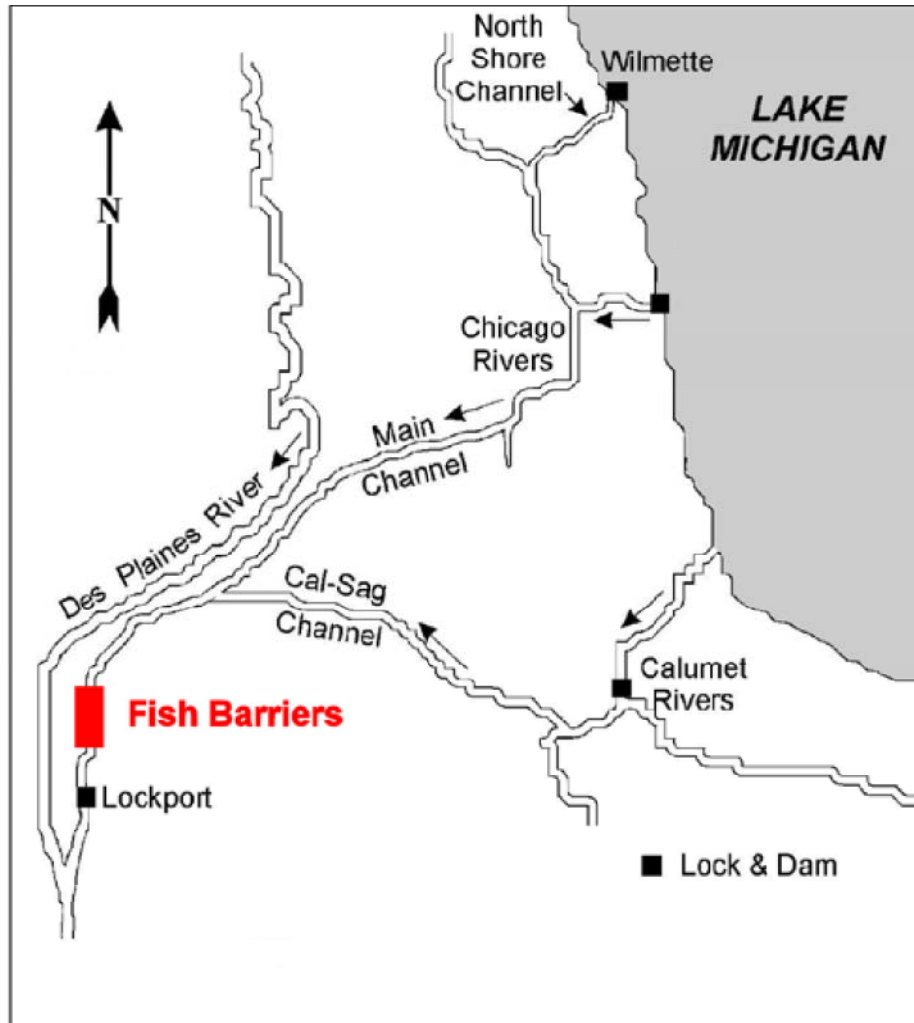 North
Shore
Channel
Wilmette
LAKE
MICHIGAN
N
Chicago
Rivers
Main
Channel
Des Plaines River
Cal-Sag
Channel
Calumet
Rivers
Fish Barriers
Lockport
Lock & Dam